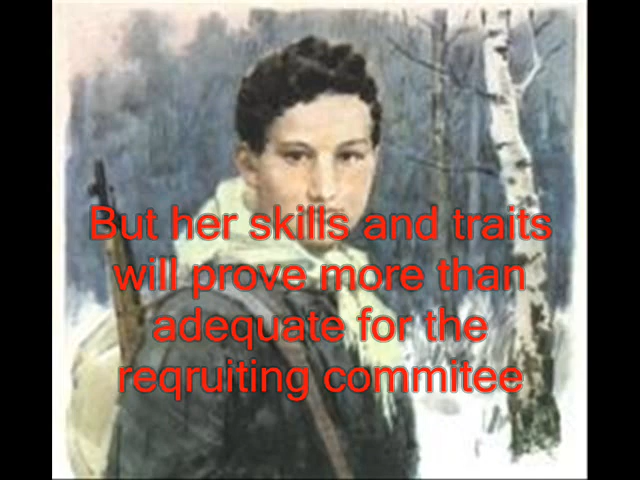 But her skills and traits
will prove more than
adequate for the
reqruiting commitee